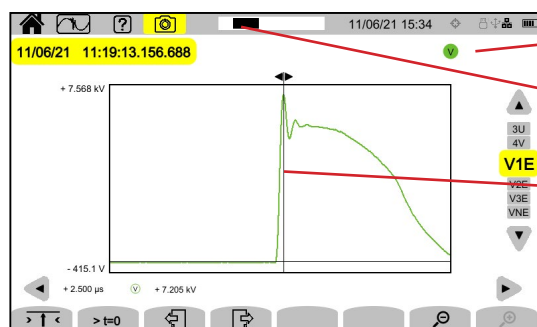 ?
11/06/21 15:34
11/06/21 11:19:13.156.688
V
+ 7.568 kV
3U
4V
V1E
V2E
V3E
VNE
- 415.1 V
+ 2.500 µs V + 7.205 kV
> t=0